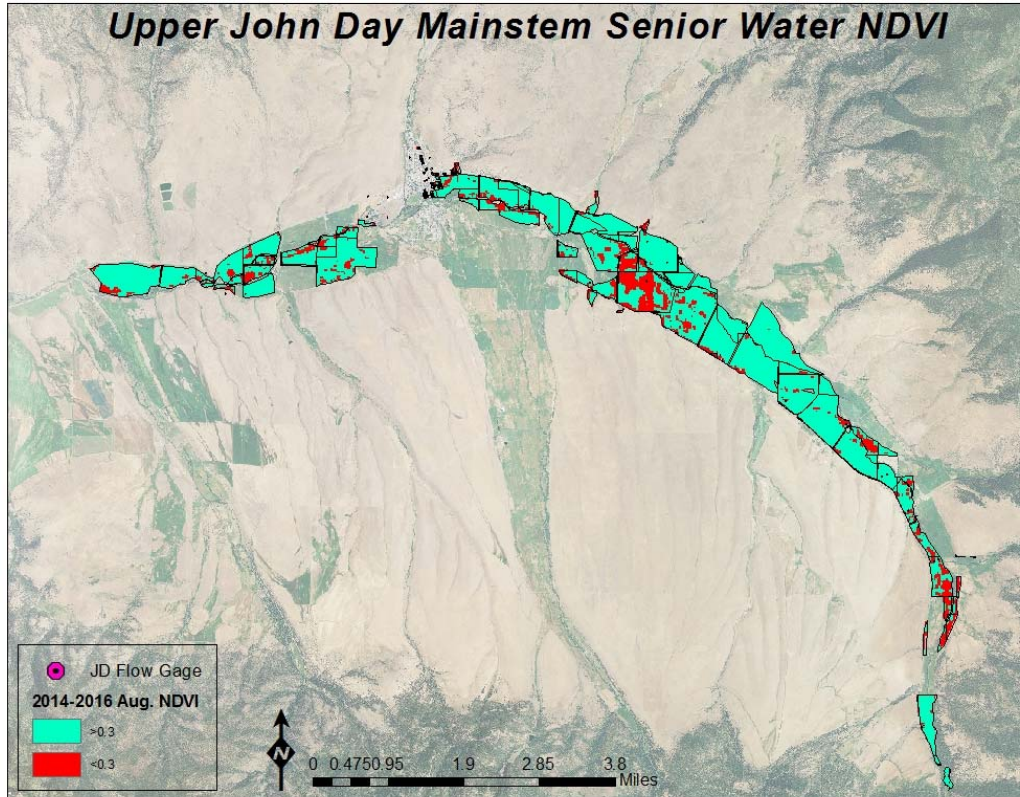 Upper John Day Mainstem Senior Water NDVI
JD Flow Gage
2014-2016 Aug. NDVI
>0.3
<0.3
N
0 0.4750.95 1.9 2.85 3.8
Miles